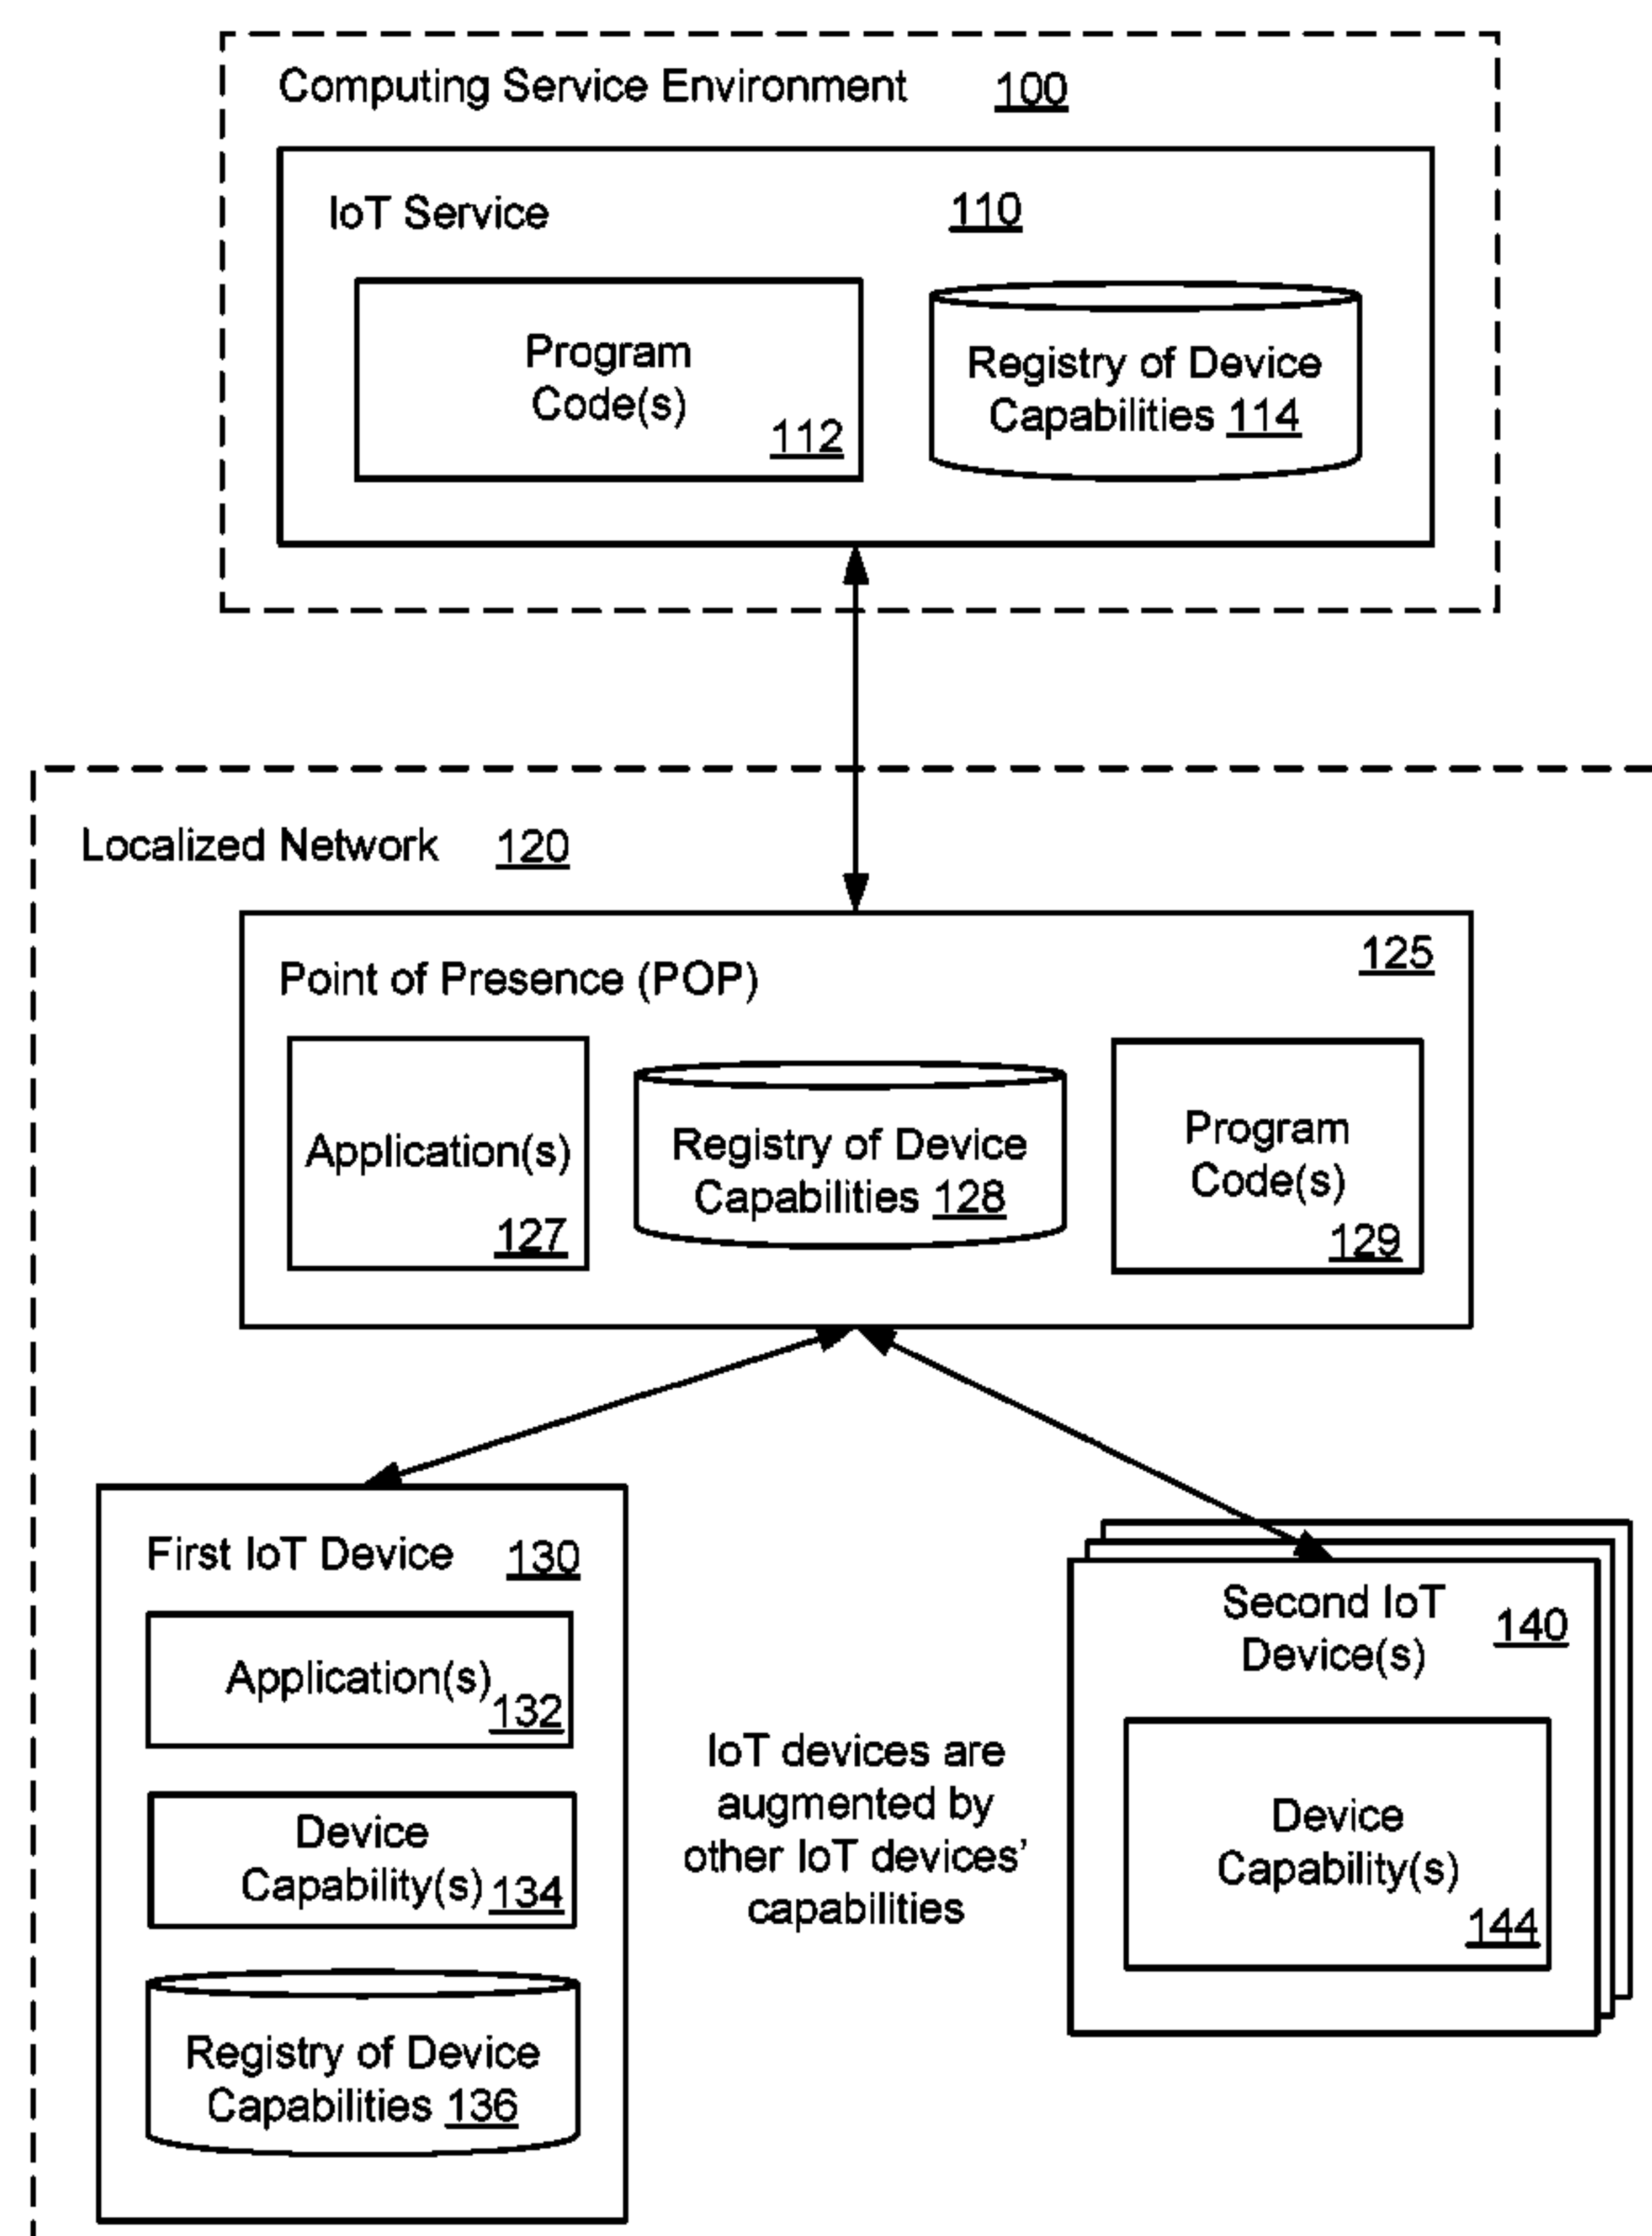 Computing Service Environment 100
IoT Service 110
Program
Code(s)
112
Registry of Device
Capabilities 114
Localized Network 120
125
Point of Presence (POP)
Application(s)
127
Registry of Device
Capabilities 128
Program
Code(s)
129
First IoT Device 130
Application(s)
132
Device
Capability(s) 134
Registry of Device
Capabilities 136
IoT devices are
augmented by
other IoT devices’
capabilities
Second IoT
Device(s)
140
Device
Capability(s)
144